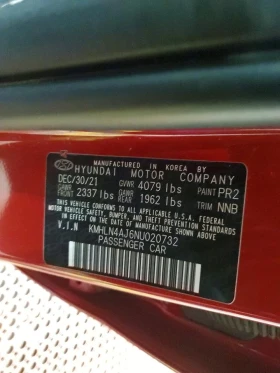 MANUFACTURED IN KOREA BY
HYUNDAI MOTOR COMPANY
DEC/30/21 GVWR 4079 lbs PAINT PR2
GAWR FRONT 2337 lbs GAWR REAR 1962 lbs TRIM NNB
THIS VEHICLE CONFORMS TO ALL APPLICABLE
FEDERAL MOTOR VEHICLE
SAFETY, BUMPER, AND THEFT PREVENTION
STANDARDS IN EFFECT ON THE DATE OF
MANUFACTURE SHOWN ABOVE.
V.I.N KMHLN4AJ6NU020732
PASSENGER CAR